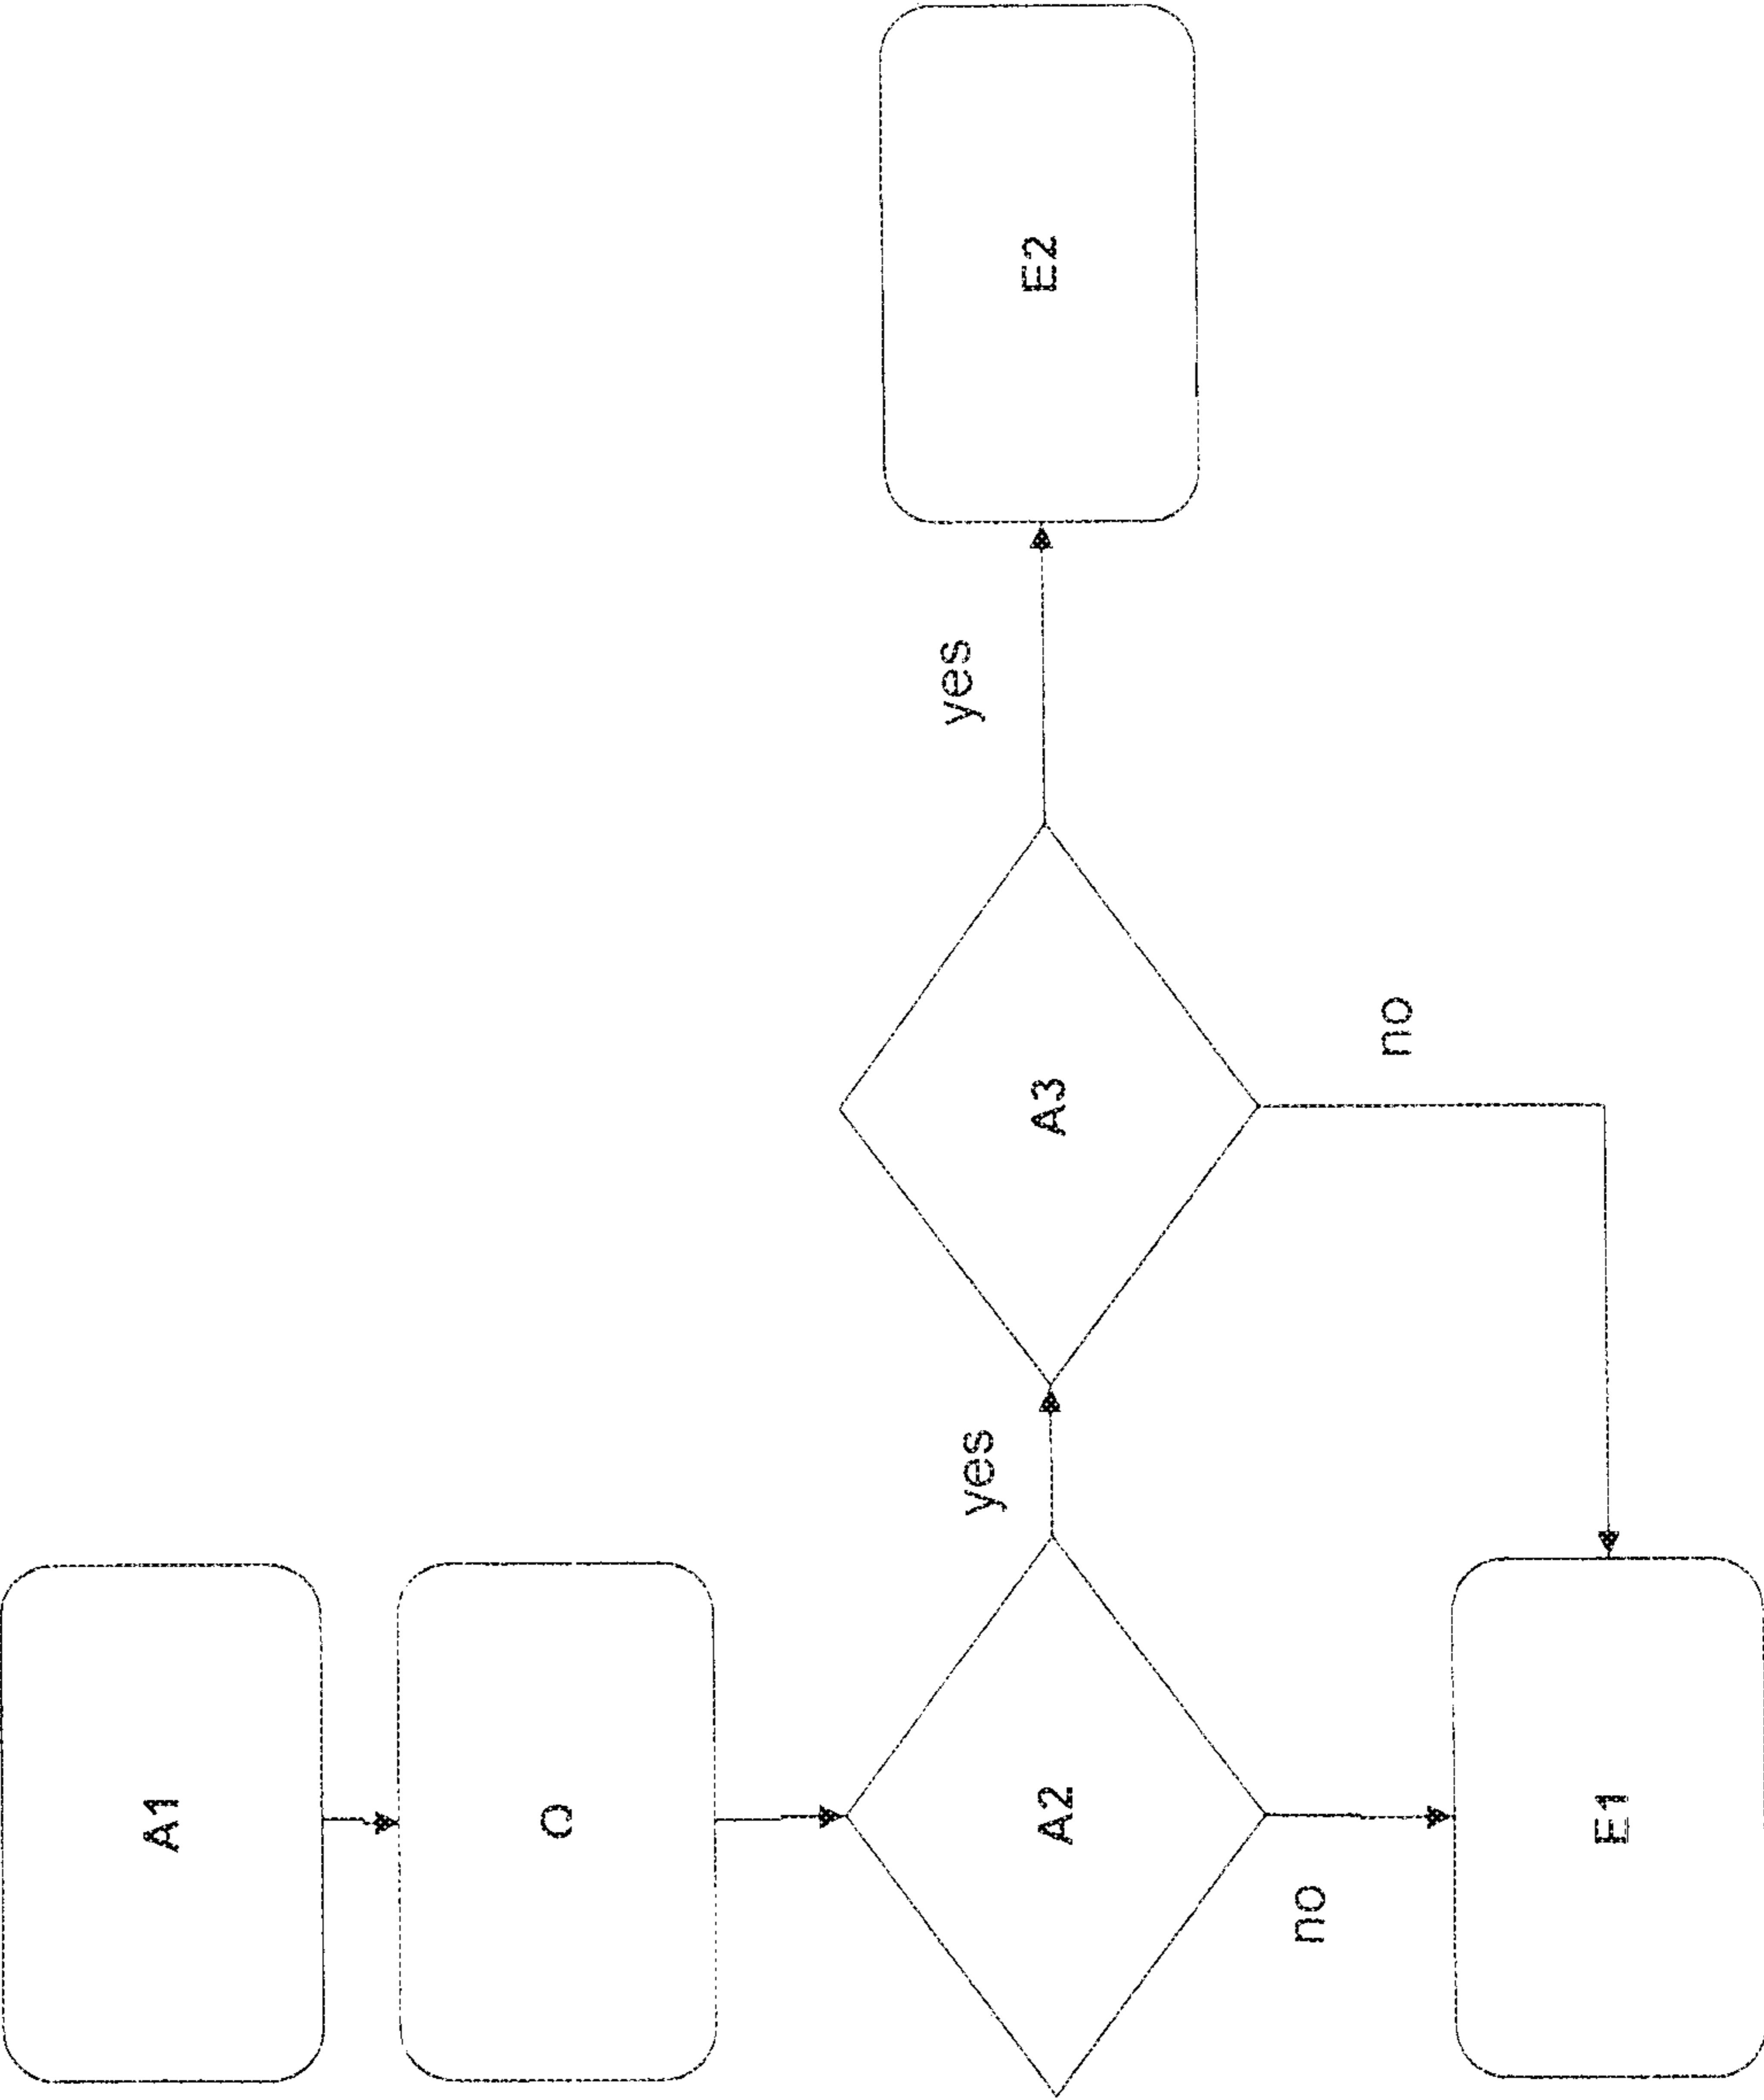 A1
Q
A2
yes
A3
yes
E2
no
no
E1